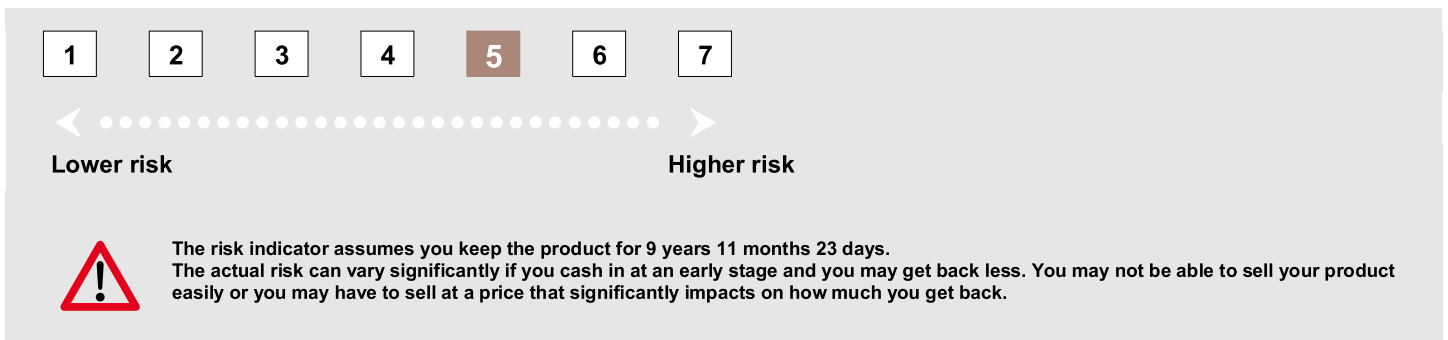 1 2 3 4 5 6 7
Lower risk Higher risk
The risk indicator assumes you keep the product for 9 years 11 months 23 days.
The actual risk can vary significantly if you cash in at an early stage and you may get back less. You may not be able to sell your product
easily or you may have to sell at a price that significantly impacts on how much you get back.